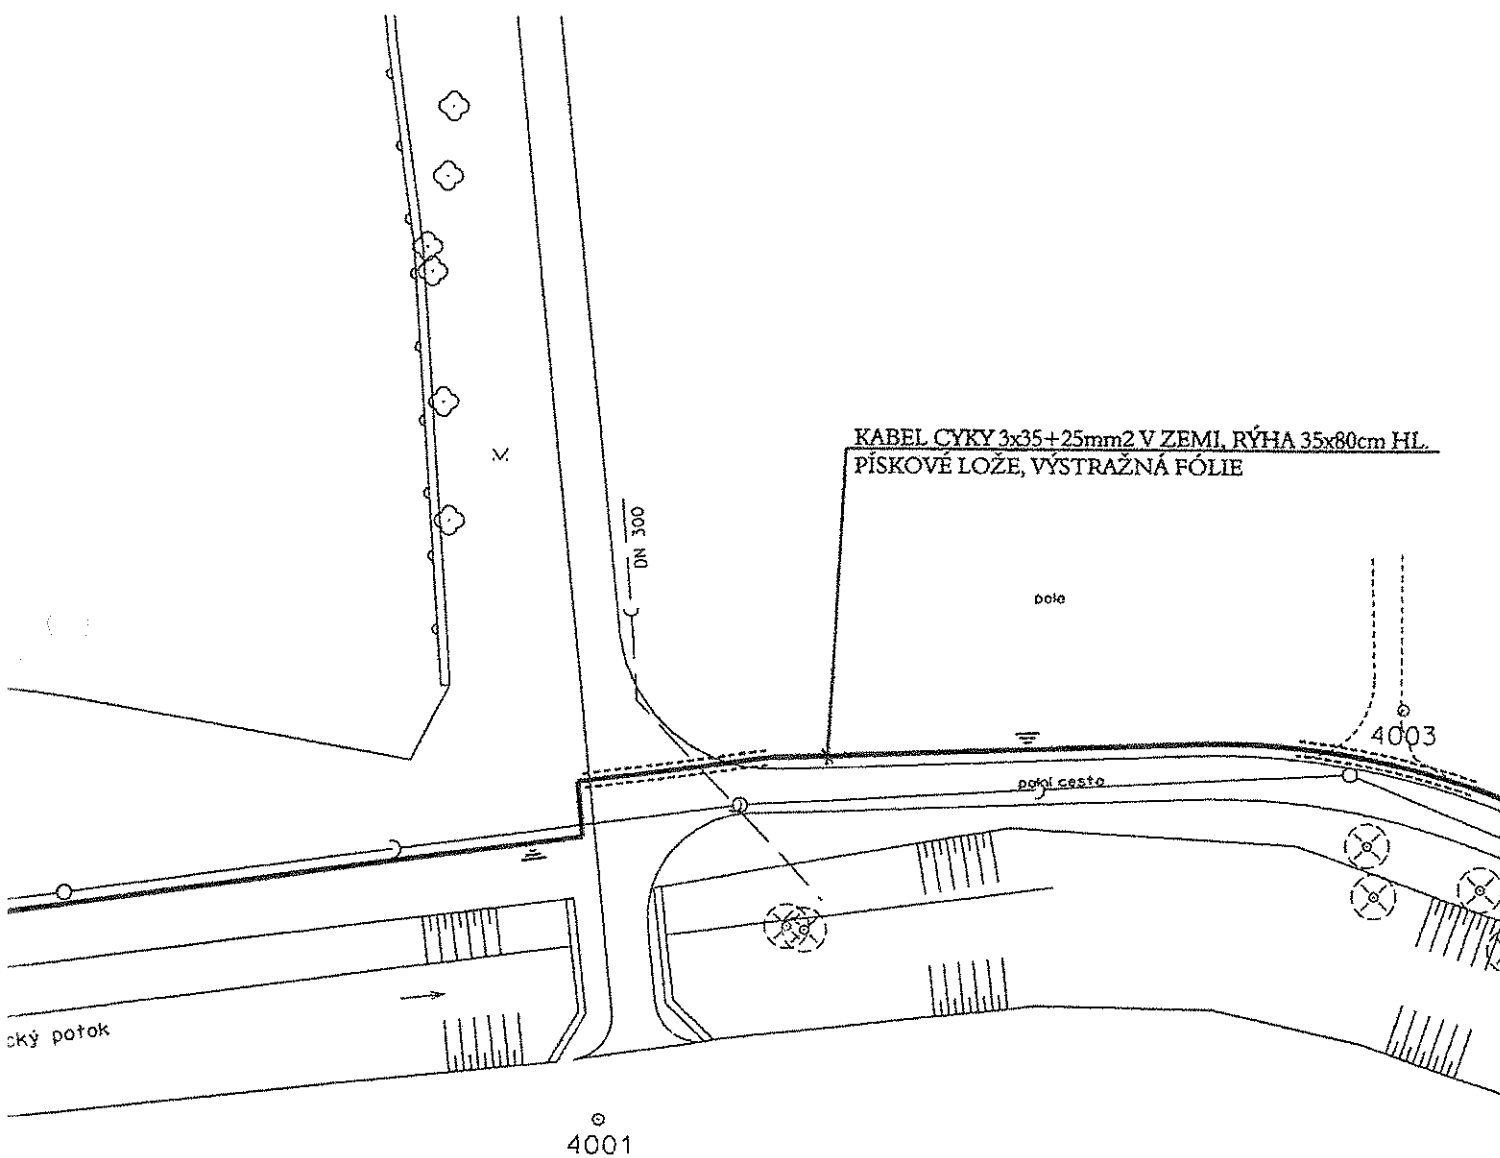 KABEL CYKY 3x35+25mm2 V ZEMI, RÝHA 35x80cm HL.
PÍSKOVÉ LOŽE, VÝSTRAŽNÁ FÓLIE
DN 300
pole
4003
polní cesta
cký potok
4001